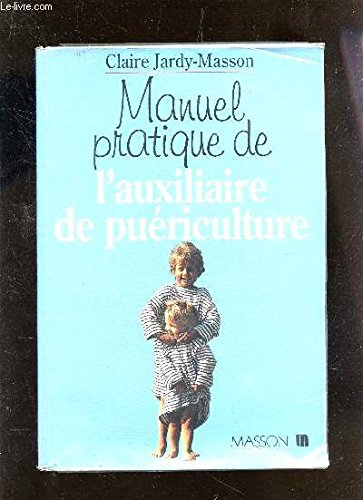 Le-livre.com
Claire Jardy-Masson
Manuel
pratique de
l'auxiliaire
de puériculture
MASSON m